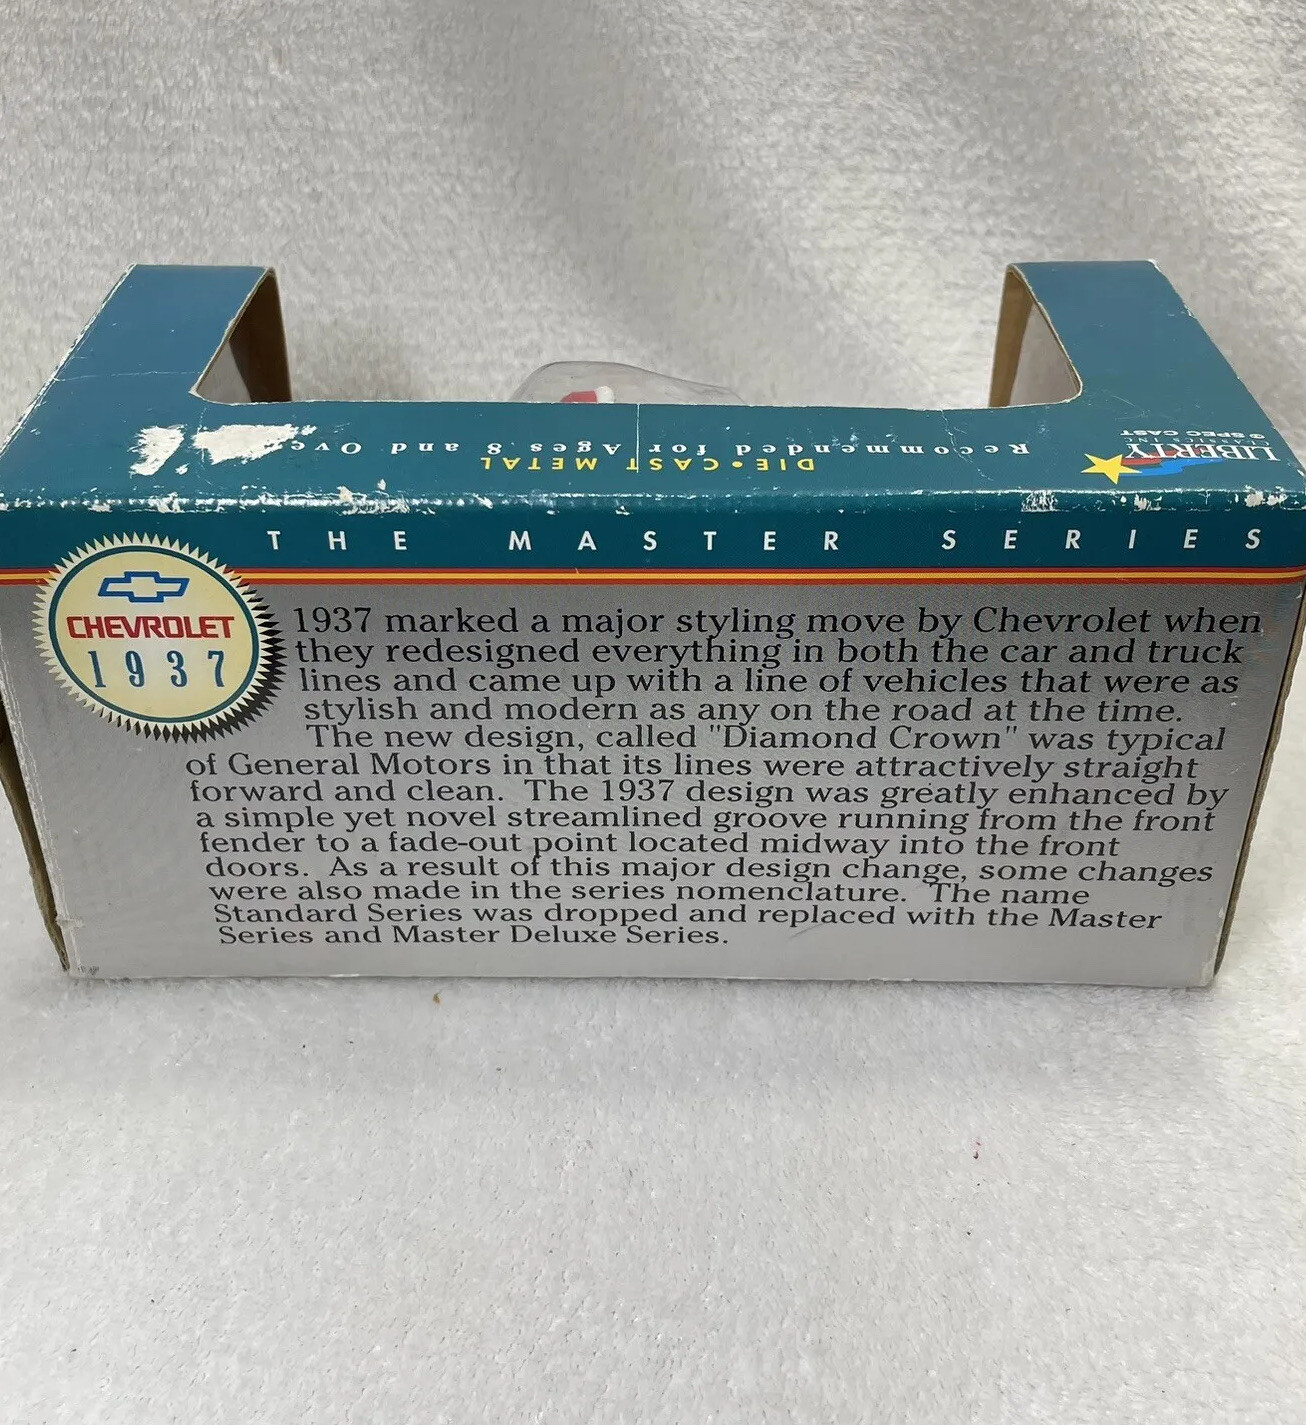 LIBERTY
CLASSICS INC
SPEC CAST
Recommended for Ages 8 and Ove
DIE•CAST METAL
THE MASTER SERIES
CHEVROLET
1937
1937 marked a major styling move by Chevrolet when
they redesigned everything in both the car and truck
lines and came up with a line of vehicles that were as
stylish and modern as any on the road at the time.
The new design, called "Diamond Crown" was typical
of General Motors in that its lines were attractively straight
forward and clean. The 1937 design was greatly enhanced by
a simple yet novel streamlined groove running from the front
fender to a fade-out point located midway into the front
doors. As a result of this major design change, some changes
were also made in the series nomenclature. The name
Standard Series was dropped and replaced with the Master
Series and Master Deluxe Series.